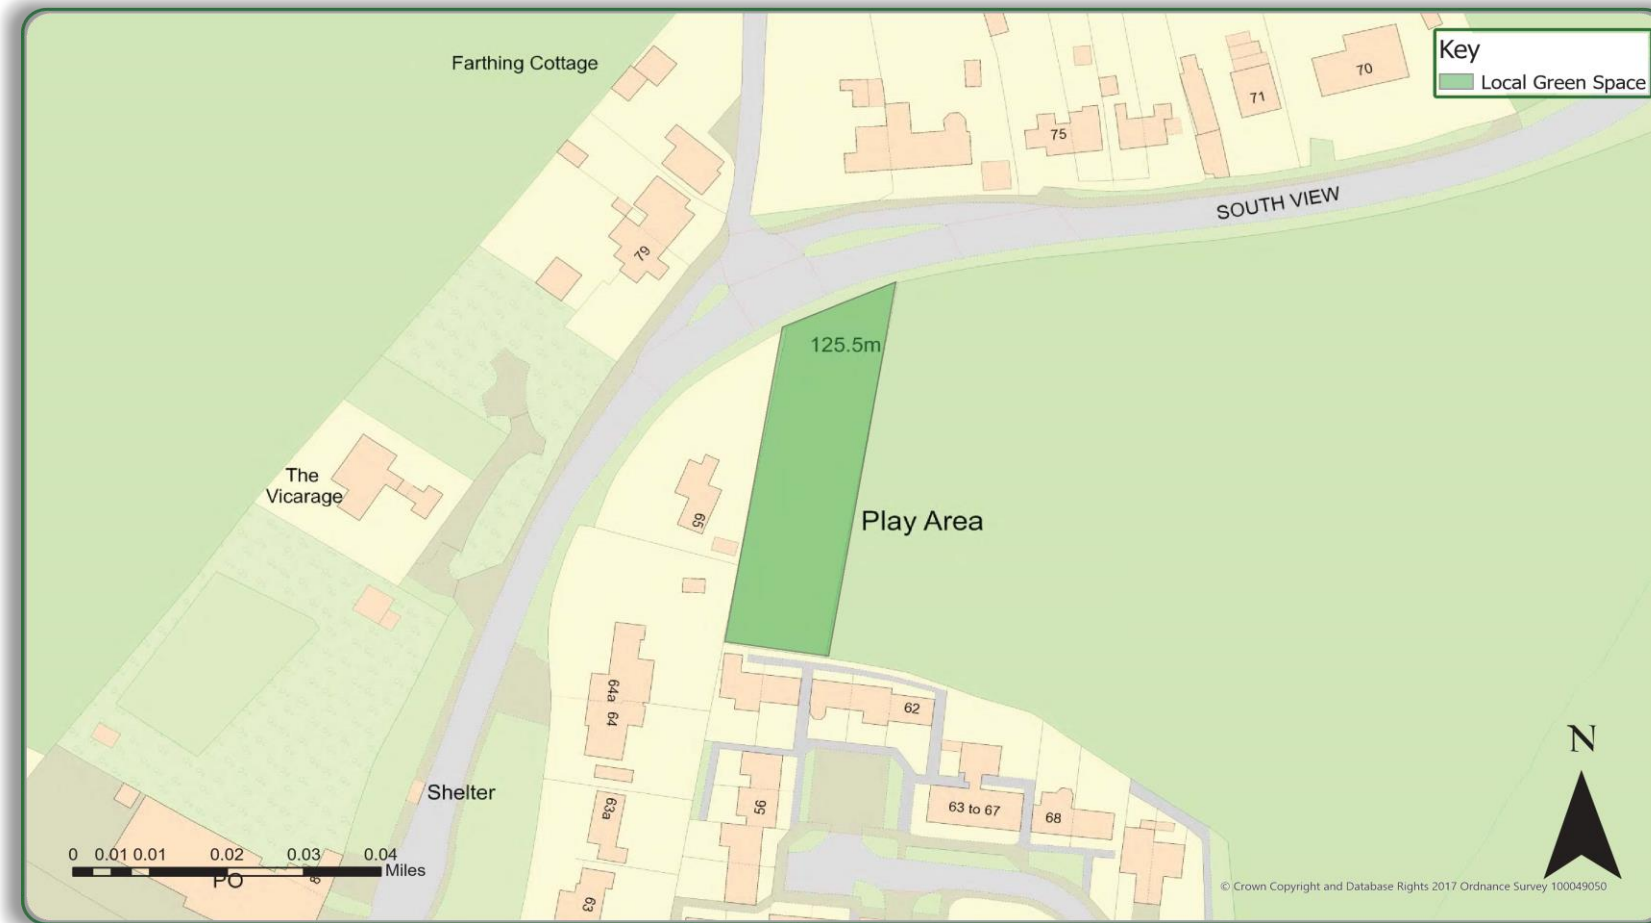 Farthing Cottage
Key
Local Green Space
70
71
75
SOUTH VIEW
79
125.5m
The
Vicarage
65
Play Area
64a 64
62
Shelter
63a
56
63 to 67
68
0 0.01 0.01 0.02 0.03 0.04
Miles
PO
63
N
© Crown Copyright and Database Rights 2017 Ordnance Survey 100049050